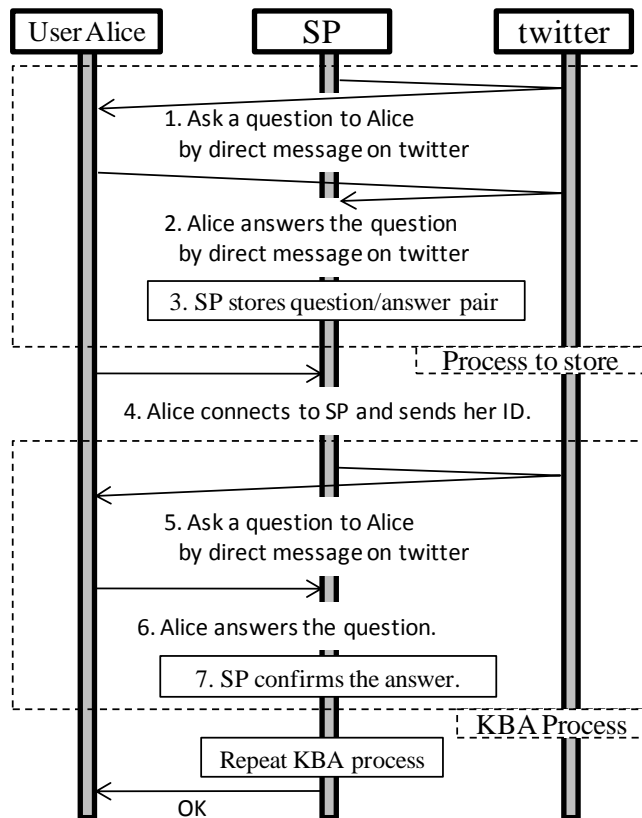 User Alice
SP
twitter
1. Ask a question to Alice
by direct message on twitter
2. Alice answers the question
by direct message on twitter
3. SP stores question/answer pair
Process to store
4. Alice connects to SP and sends her ID.
5. Ask a question to Alice
by direct message on twitter
6. Alice answers the question.
7. SP confirms the answer.
KBA Process
Repeat KBA process
OK